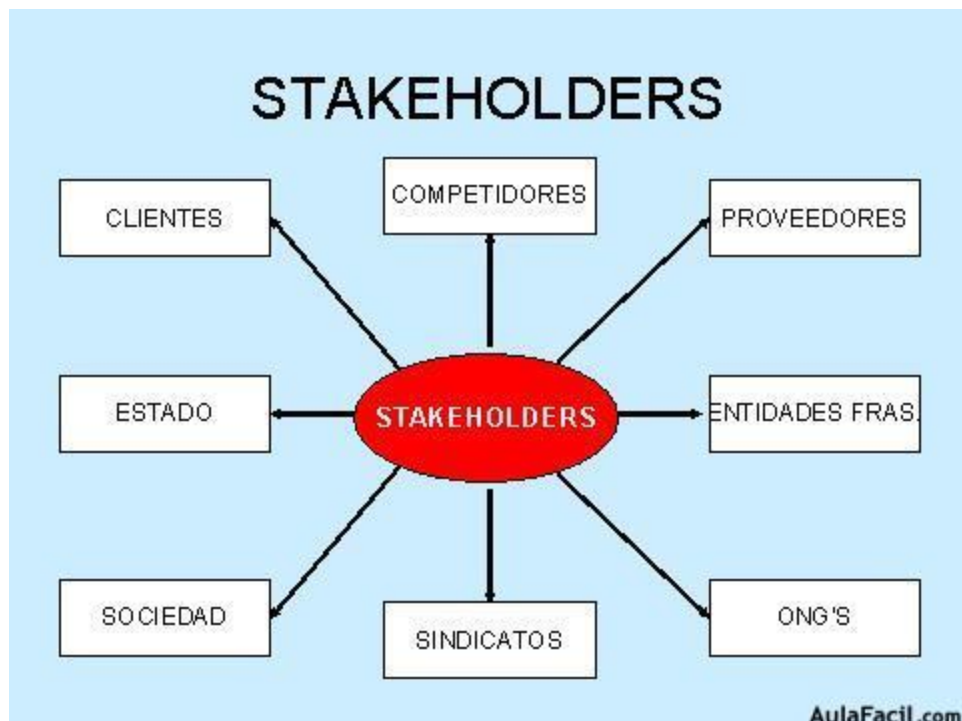 STAKEHOLDERS
CLIENTES
COMPETIDORES
PROVEEDORES
ESTADO
STAKEHOLDERS
ENTIDADES FRAS.
SOCIEDAD
SINDICATOS
ONG'S
AulaFacil.com